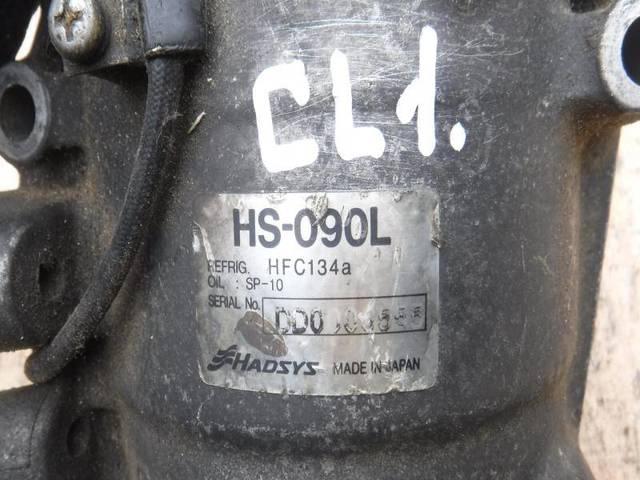 CL1.
HS-090L
REFRIG. HFC134a
OIL : SP-10
SERIAL No.
HADSYS MADE IN JAPAN